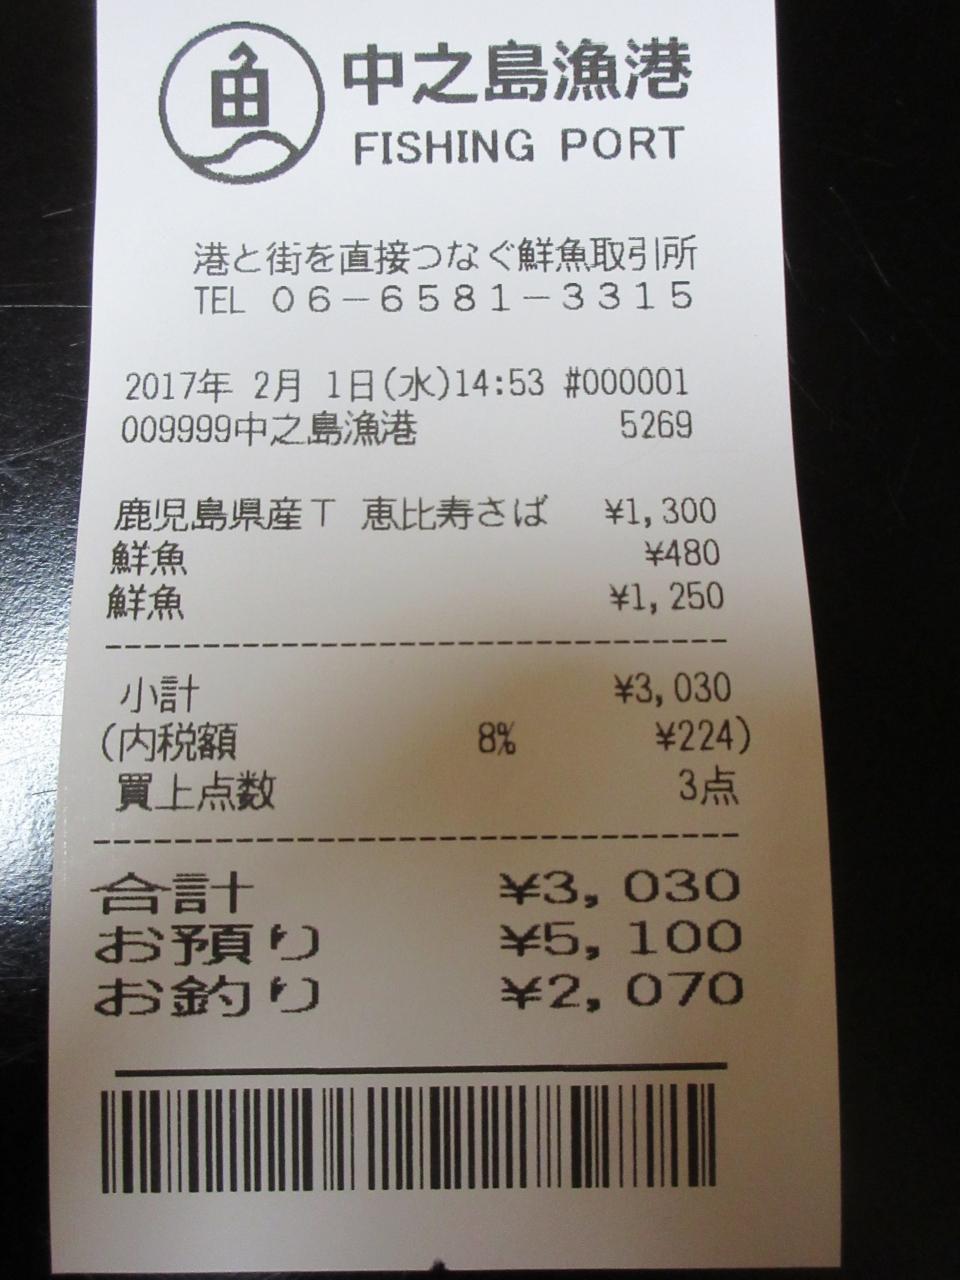 魚
中之島漁港
FISHING PORT
港と街を直接つなぐ鮮魚取引所
TEL 06-6581-3315
2017年 2月 1日(水)14:53 #000001
009999中之島漁港 5269
鹿児島県産T 恵比寿さば ¥1,300
鮮魚 ¥480
鮮魚 ¥1,250
小計 ¥3,030
(内税額 8% ¥224)
買上点数 3点
合計 ¥3,030
お預り ¥5,100
お釣り ¥2,070